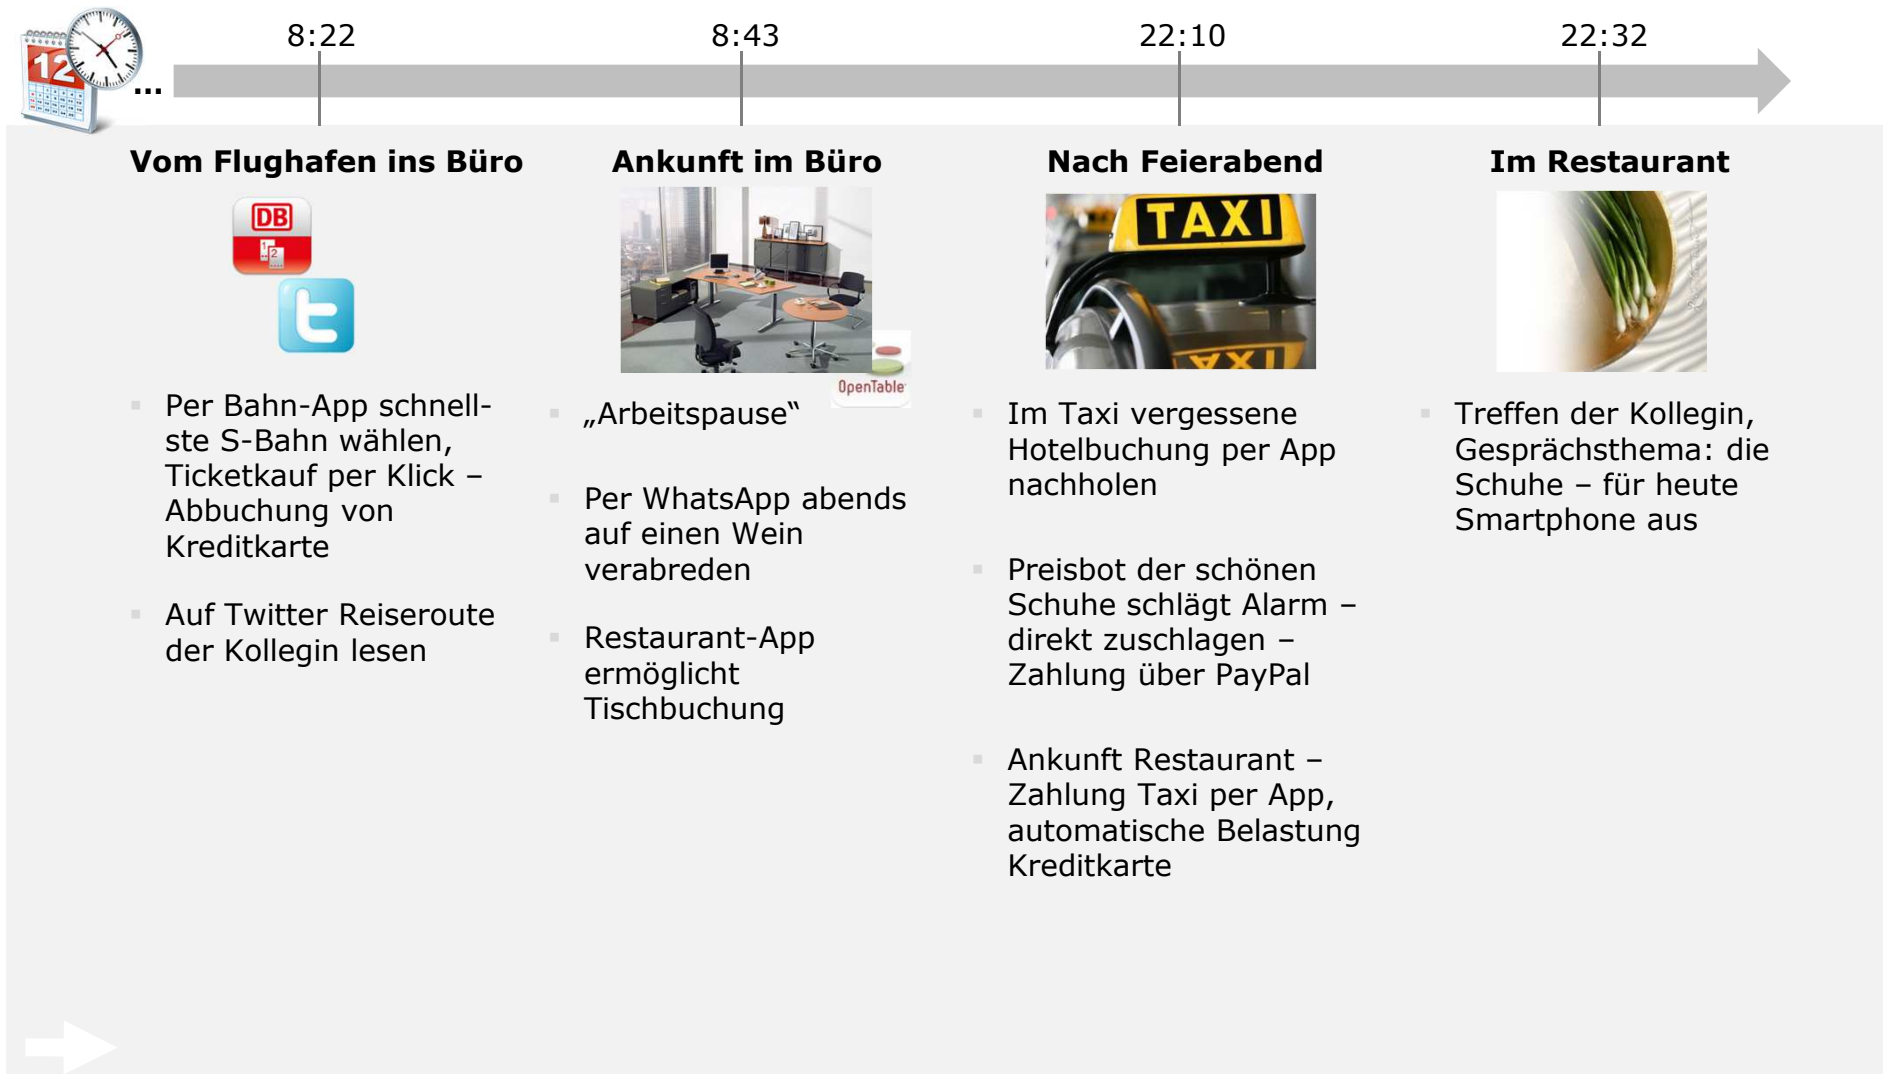 8:22
8:43
22:10
22:32
12
...
Vom Flughafen ins Büro
DB
1
2
Per Bahn-App schnell-
ste S-Bahn wählen,
Ticketkauf per Klick –
Abbuchung von
Kreditkarte
Auf Twitter Reiseroute
der Kollegin lesen
Ankunft im Büro
OpenTable
„Arbeitspause“
Per WhatsApp abends
auf einen Wein
verabreden
Restaurant-App
ermöglicht
Tischbuchung
Nach Feierabend
TAXI
TAXI
Im Taxi vergessene
Hotelbuchung per App
nachholen
Preisbot der schönen
Schuhe schlägt Alarm –
direkt zuschlagen –
Zahlung über PayPal
Ankunft Restaurant –
Zahlung Taxi per App,
automatische Belastung
Kreditkarte
Im Restaurant
Treffen der Kollegin,
Gesprächsthema: die
Schuhe – für heute
Smartphone aus